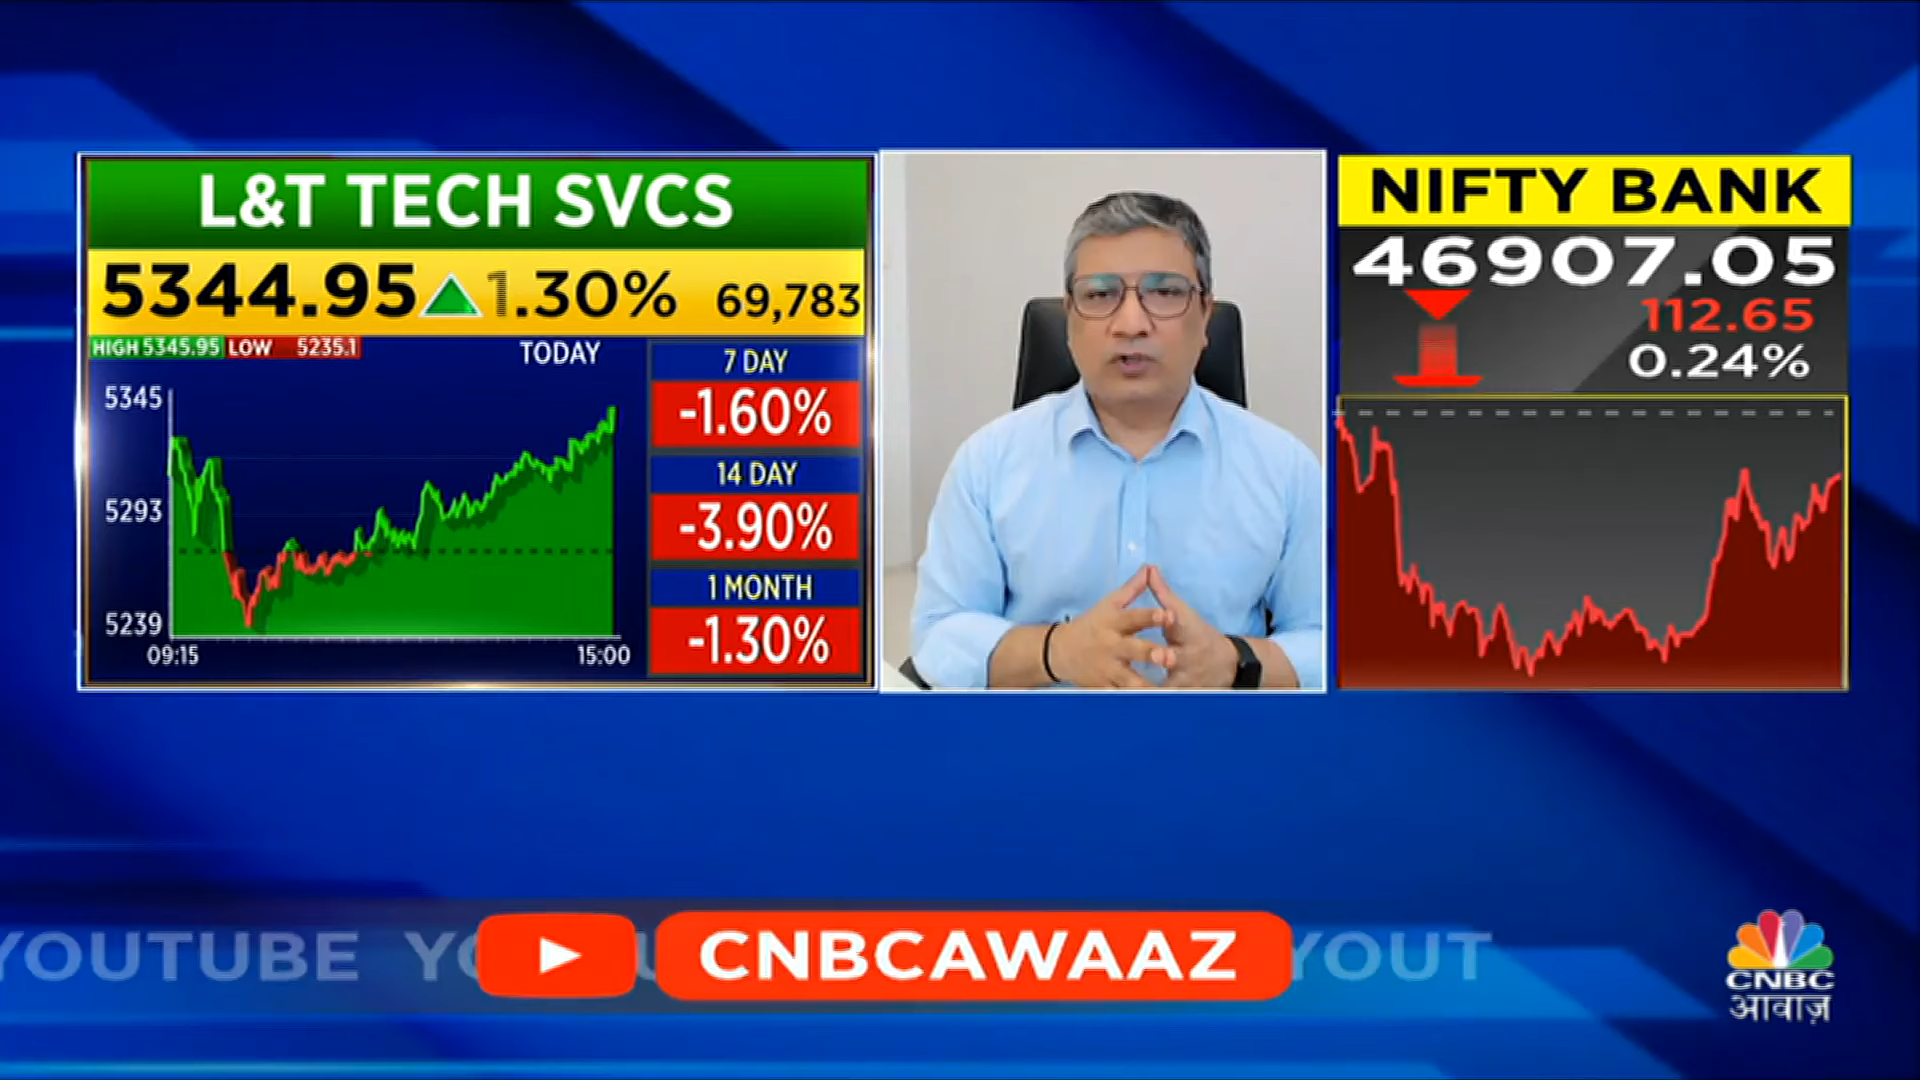 L&T TECH SVCS
5344.95 1.30% 69,783
HIGH 5345.95 LOW 5235.1
TODAY
5345
5293
5239
09:15 15:00
7 DAY
-1.60%
14 DAY
-3.90%
1 MONTH
-1.30%
NIFTY BANK
46907.05
112.65
0.24%
YOUTUBE YO U CNBCAWAAZ YOUT
CNBC
आवाज़